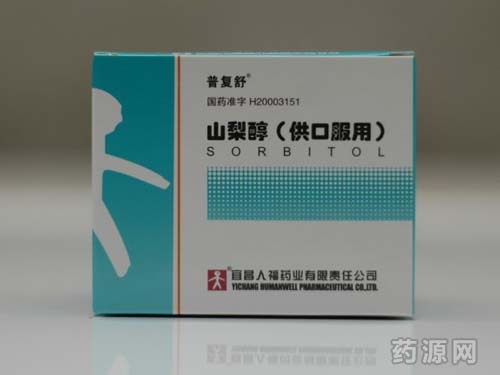 普复舒®
国药准字 H20003151
山梨醇（供口服用）
SORBITOL
宜昌人福药业有限责任公司
YICHANG HUMANWELL PHARMACEUTICAL CO.,LTD.
药源网